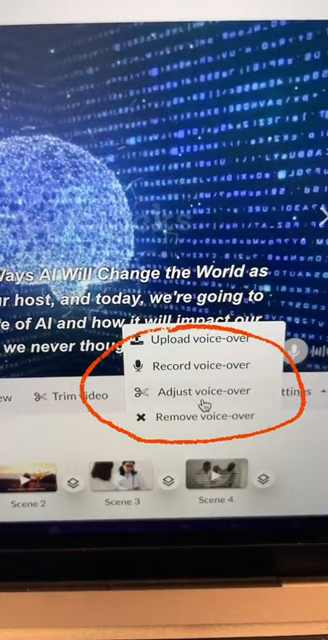 Ways AI Will Change the World as
r host, and today, we're going to
e of AI and how it will impact our
we never thoug
Upload voice-over
Record voice-over
Adjust voice-over
Remove voice-over
ew
Trim video
ttings
Scene 2
Scene 3
Scene 4